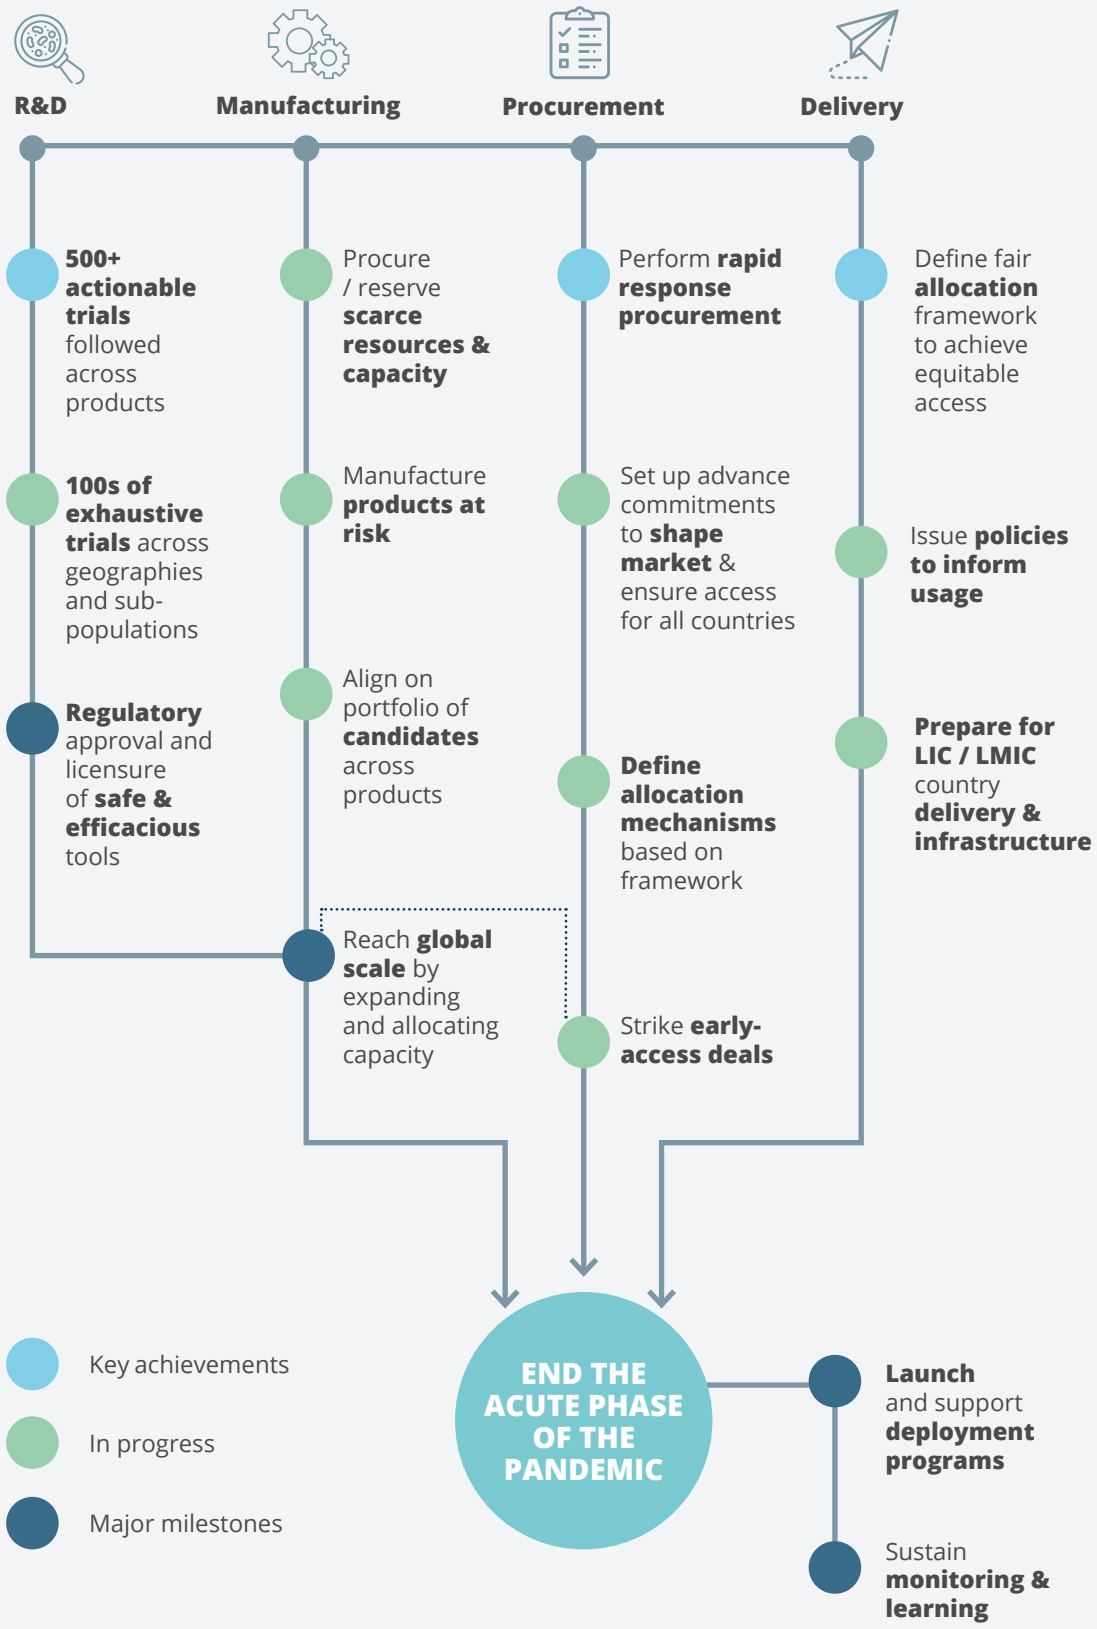 R&D
Manufacturing
Procurement
Delivery
500+
actionable
trials
followed
across
products
100s of
exhaustive
trials across
geographies
and sub-
populations
Regulatory
approval and
licensure
of safe &
efficacious
tools
Procure
/ reserve
scarce
resources &
capacity
Manufacture
products at
risk
Align on
portfolio of
candidates
across
products
Reach global
scale by
expanding
and allocating
capacity
Perform rapid
response
procurement
Set up advance
commitments
to shape
market &
ensure access
for all countries
Define
allocation
mechanisms
based on
framework
Strike early-
access deals
Define fair
allocation
framework
to achieve
equitable
access
Issue policies
to inform
usage
Prepare for
LIC / LMIC
country
delivery &
infrastructure
END THE
ACUTE PHASE
OF THE
PANDEMIC
Launch
and support
deployment
programs
Sustain
monitoring &
learning
Key achievements
In progress
Major milestones